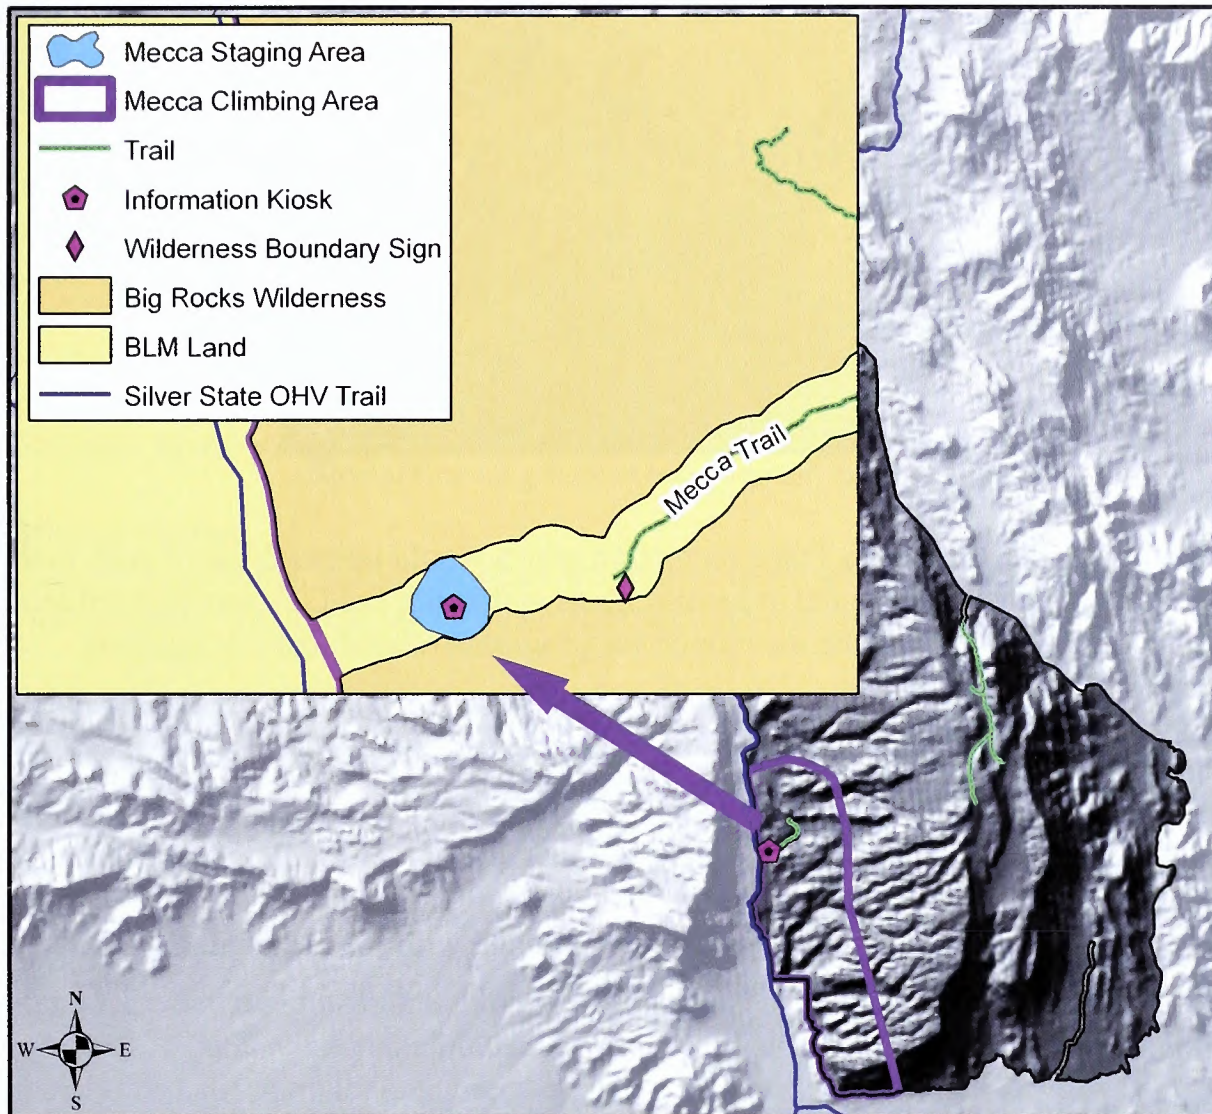 Mecca Staging Area
Mecca Climbing Area
Trail
Information Kiosk
Wilderness Boundary Sign
Big Rocks Wilderness
BLM Land
Silver State OHV Trail
Mecca Trail
N
W E
S